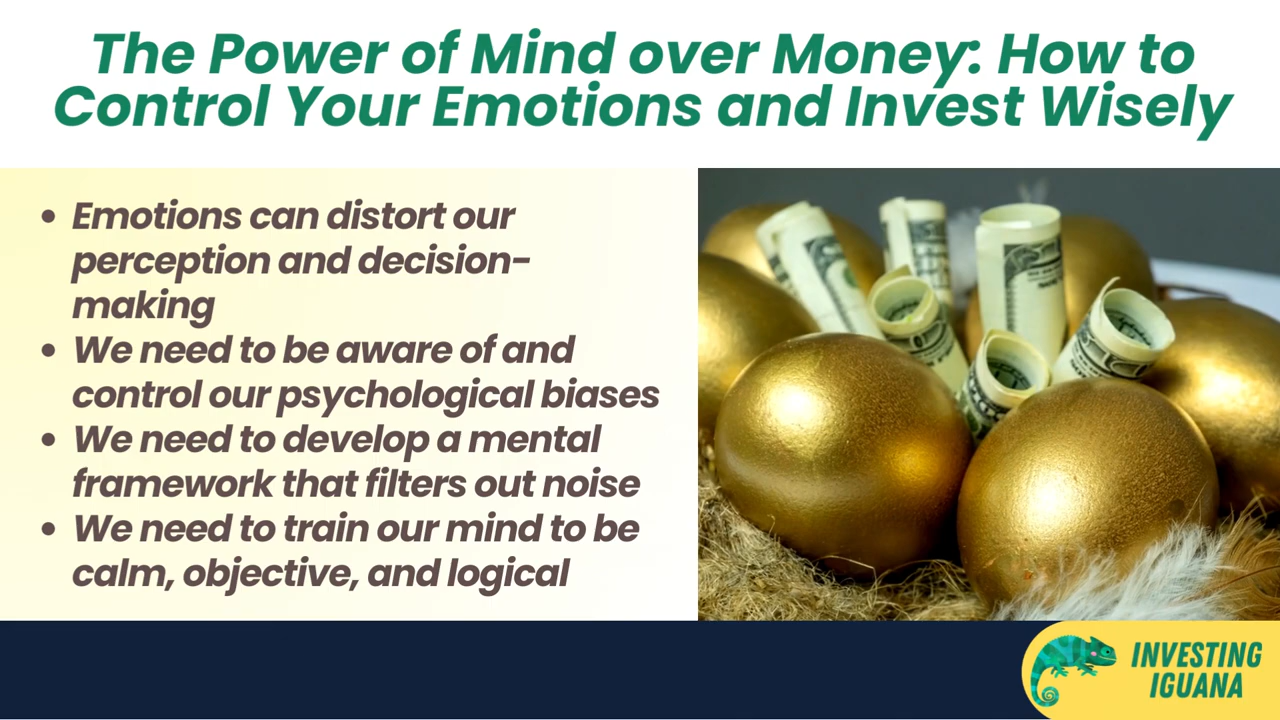 The Power of Mind over Money: How to
Control Your Emotions and Invest Wisely
• Emotions can distort our
perception and decision-
making
• We need to be aware of and
control our psychological biases
• We need to develop a mental
framework that filters out noise
• We need to train our mind to be
calm, objective, and logical
INVESTING
IGUANA